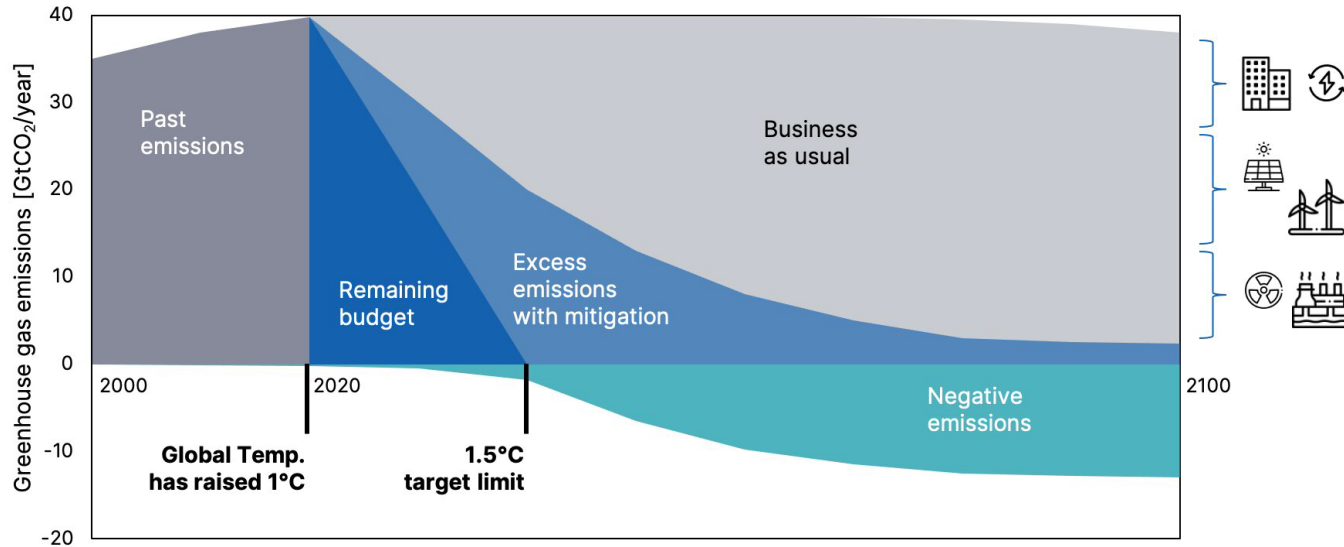 Greenhouse gas emissions [GtCO₂/year]
40
30
20
10
0
-10
-20
Past
emissions
Business
as usual
Remaining
budget
Excess
emissions
with mitigation
2000
2020
2100
Negative
emissions
Global Temp.
has raised 1°C
1.5°C
target limit